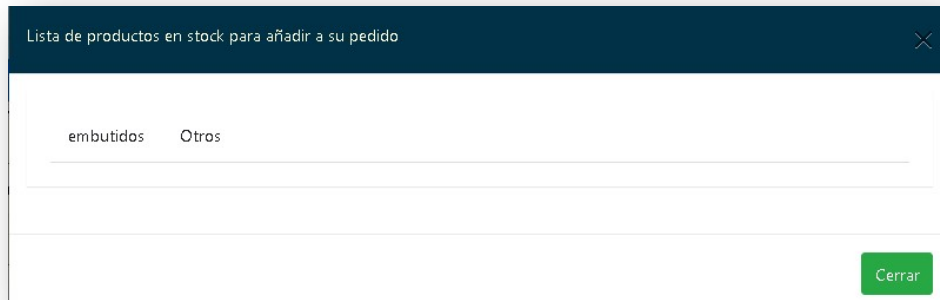 Lista de productos en stock para añadir a su pedido
embutidos Otros
Cerrar